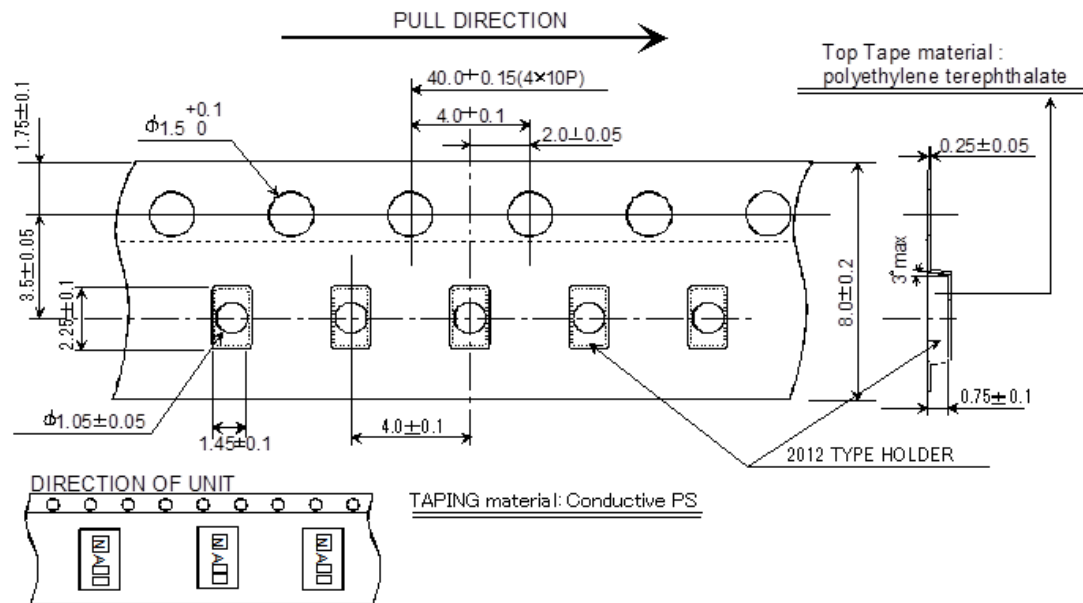 PULL DIRECTION
Top Tape material :
polyethylene terephthalate
40.0±0.15(4×10P)
4.0±0.1
2.0±0.05
ϕ1.5 +0.1 0
1.75±0.1
0.25±0.05
3.5±0.05
3°max
2.25±0.1
8.0±0.2
ϕ1.05±0.05
0.75±0.1
1.45±0.1
4.0±0.1
2012 TYPE HOLDER
DIRECTION OF UNIT
TAPING material: Conductive PS
NA□□
NA□□
NA□□